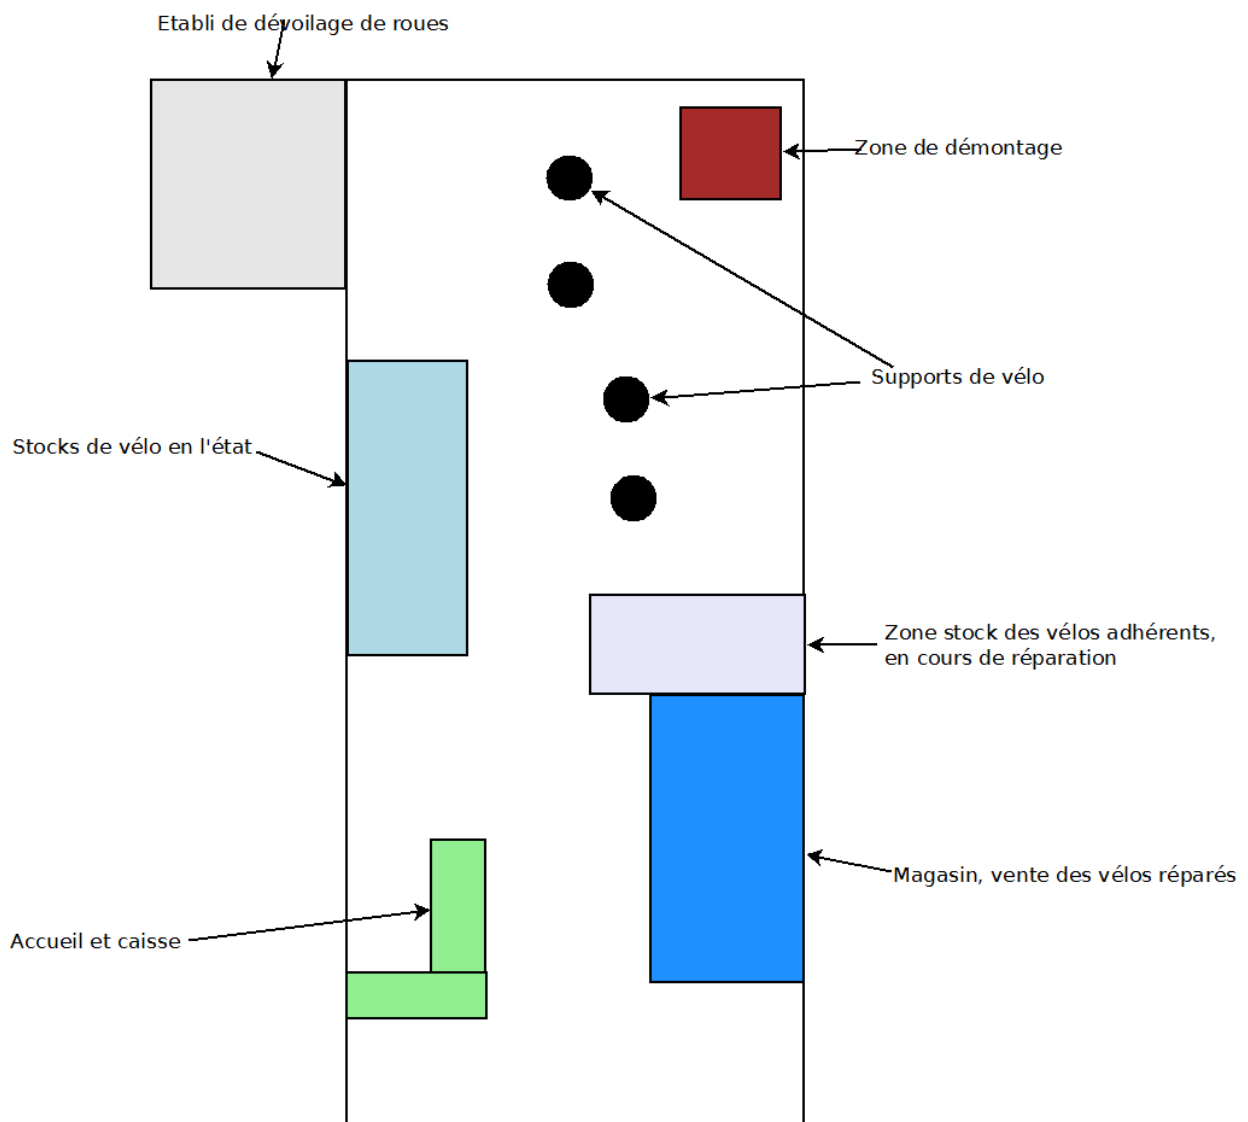 Etabli de dévoilage de roues
Zone de démontage
Supports de vélo
Stocks de vélo en l'état
Zone stock des vélos adhérents,
en cours de réparation
Magasin, vente des vélos réparés
Accueil et caisse